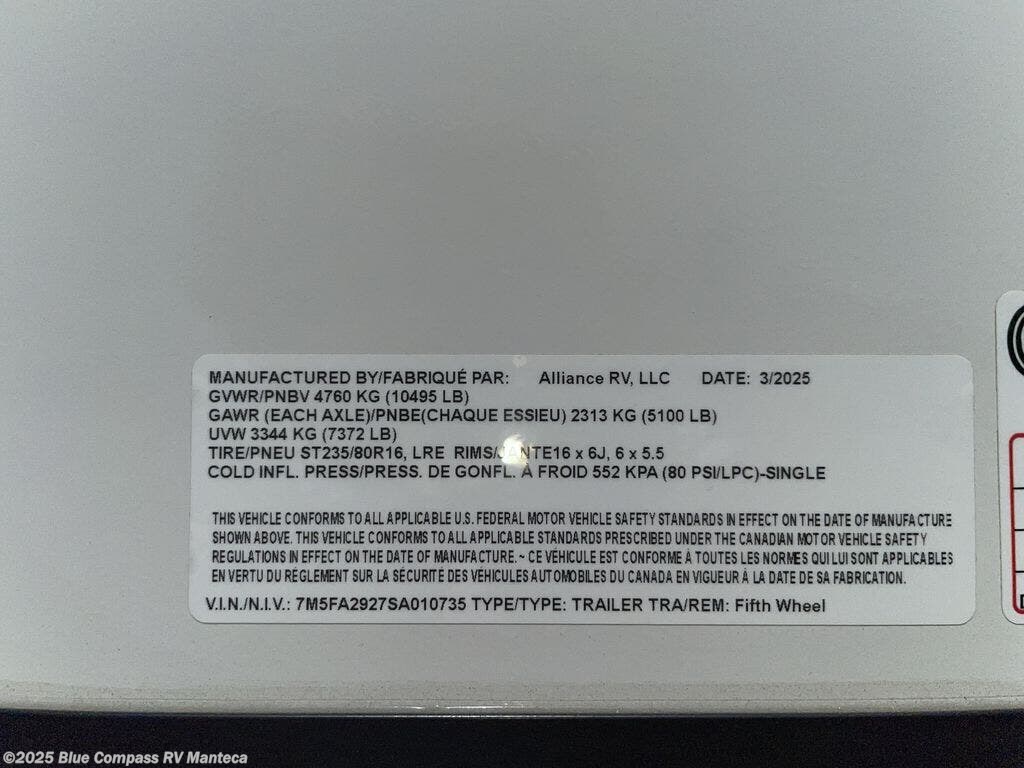 MANUFACTURED BY/FABRIQUÉ PAR: Alliance RV, LLC DATE: 3/2025
GVWR/PNBV 4760 KG (10495 LB)
GAWR (EACH AXLE)/PNBE(CHAQUE ESSIEU) 2313 KG (5100 LB)
UVW 3344 KG (7372 LB)
TIRE/PNEU ST235/80R16, LRE RIMS/JANTE16 x 6J, 6 x 5.5
COLD INFL. PRESS/PRESS. DE GONFL. À FROID 552 KPA (80 PSI/LPC)-SINGLE
THIS VEHICLE CONFORMS TO ALL APPLICABLE U.S. FEDERAL MOTOR VEHICLE SAFETY STANDARDS IN EFFECT ON THE DATE OF MANUFACTURE
SHOWN ABOVE. THIS VEHICLE CONFORMS TO ALL APPLICABLE STANDARDS PRESCRIBED UNDER THE CANADIAN MOTOR VEHICLE SAFETY
REGULATIONS IN EFFECT ON THE DATE OF MANUFACTURE. ~ CE VÉHICULE EST CONFORME À TOUTES LES NORMES QUI LUI SONT APPLICABLES
EN VERTU DU RÉGLEMENT SUR LA SÉCURITÉ DES VÉHICULES AUTOMOBILES DU CANADA EN VIGUEUR À LA DATE DE SA FABRICATION.
V.I.N./N.I.V.: 7M5FA2927SA010735 TYPE/TYPE: TRAILER TRA/REM: Fifth Wheel
©2025 Blue Compass RV Manteca